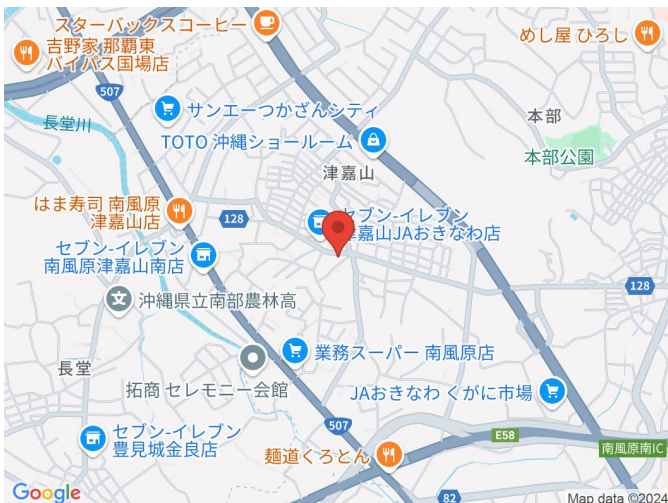 スターバックスコーヒー
吉野家 那覇東
バイパス国場店
めし屋 ひろし
507
長堂川
サンエーつかざんシティ
本部
TOTO 沖縄ショールーム
本部公園
津嘉山
はま寿司 南風原
津嘉山店
128
セブン-イレブン
津嘉山JAおきなわ店
セブン-イレブン
南風原津嘉山南店
128
沖縄県立南部農林高
業務スーパー 南風原店
長堂
拓商 セレモニー会館
JAおきなわ くがに市場
セブン-イレブン
豊見城金良店
507
E58
南風原南IC
麺道くろとん
Google
82
Map data ©2024